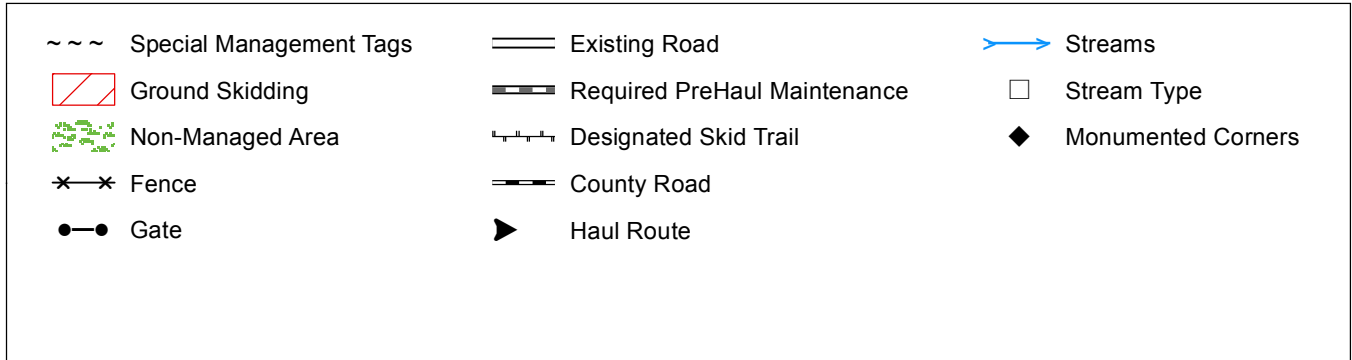 Special Management Tags
Ground Skidding
Non-Managed Area
Fence
Gate
Existing Road
Required PreHaul Maintenance
Designated Skid Trail
County Road
Haul Route
Streams
Stream Type
Monumented Corners